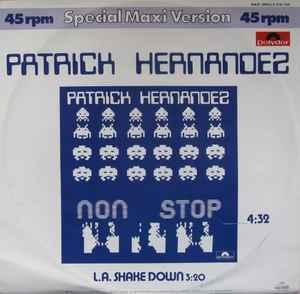 45 rpm Special Maxi Version 45 rpm
Polydor
PATRICK HERNANDEZ
PATRICK HERNANDEZ
NON STOP
4:32
L.A. SHAKE DOWN 3:20